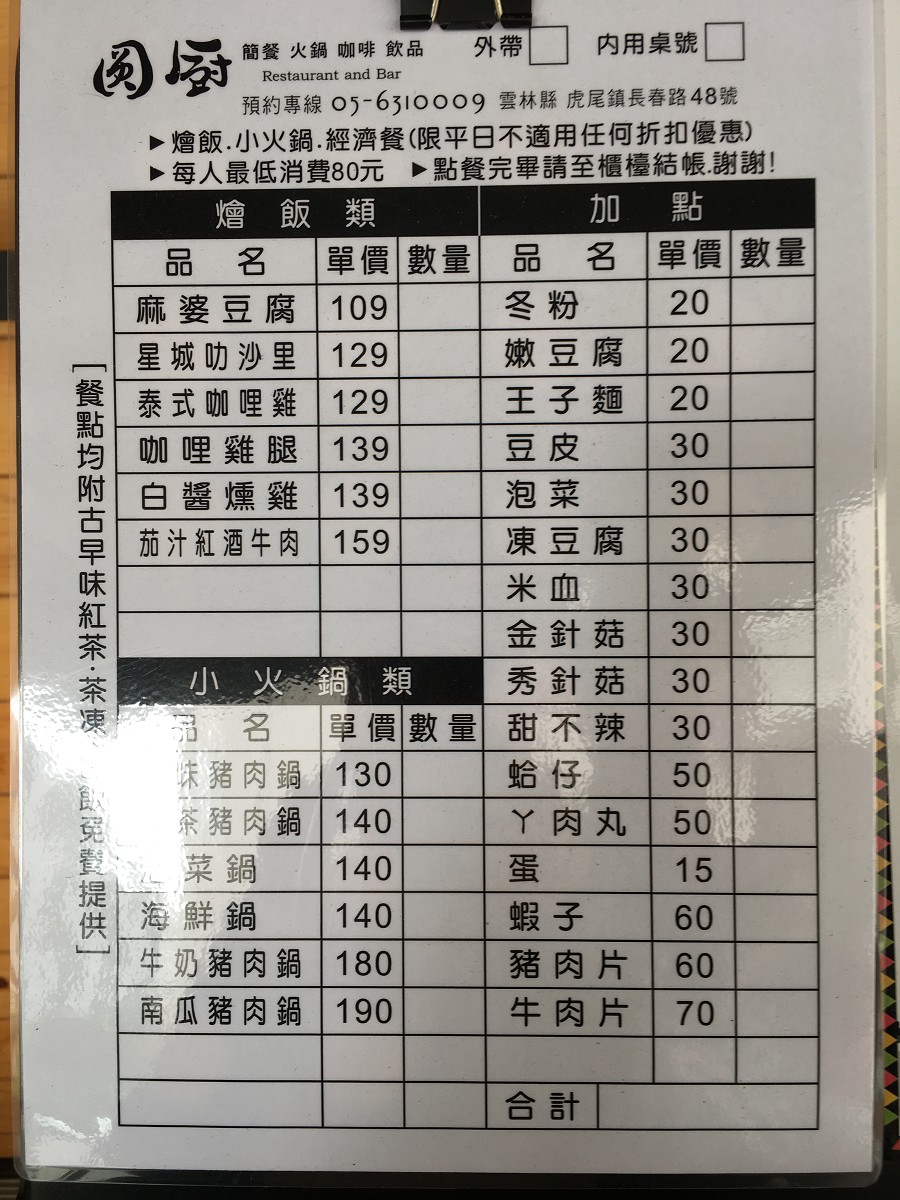 圓厨 簡餐 火鍋 咖啡 飲品 外帶 內用桌號
Restaurant and Bar
預約專線 05-6310009 雲林縣 虎尾鎮長春路48號
▶燴飯.小火鍋.經濟餐(限平日不適用任何折扣優惠)
▶每人最低消費80元 ▶點餐完畢請至櫃檯結帳.謝謝!
[餐點均附古早味紅茶·茶凍 飯免費提供]
燴飯類
品名 單價 數量
麻婆豆腐 109
星城叻沙里 129
泰式咖哩雞 129
咖哩雞腿 139
白醬燻雞 139
茄汁紅酒牛肉 159
小火鍋類
品名 單價 數量
味豬肉鍋 130
茶豬肉鍋 140
菜鍋 140
海鮮鍋 140
牛奶豬肉鍋 180
南瓜豬肉鍋 190
加點
品名 單價 數量
冬粉 20
嫩豆腐 20
王子麵 20
豆皮 30
泡菜 30
凍豆腐 30
米血 30
金針菇 30
秀針菇 30
甜不辣 30
蛤仔 50
丫肉丸 50
蛋 15
蝦子 60
豬肉片 60
牛肉片 70
合計